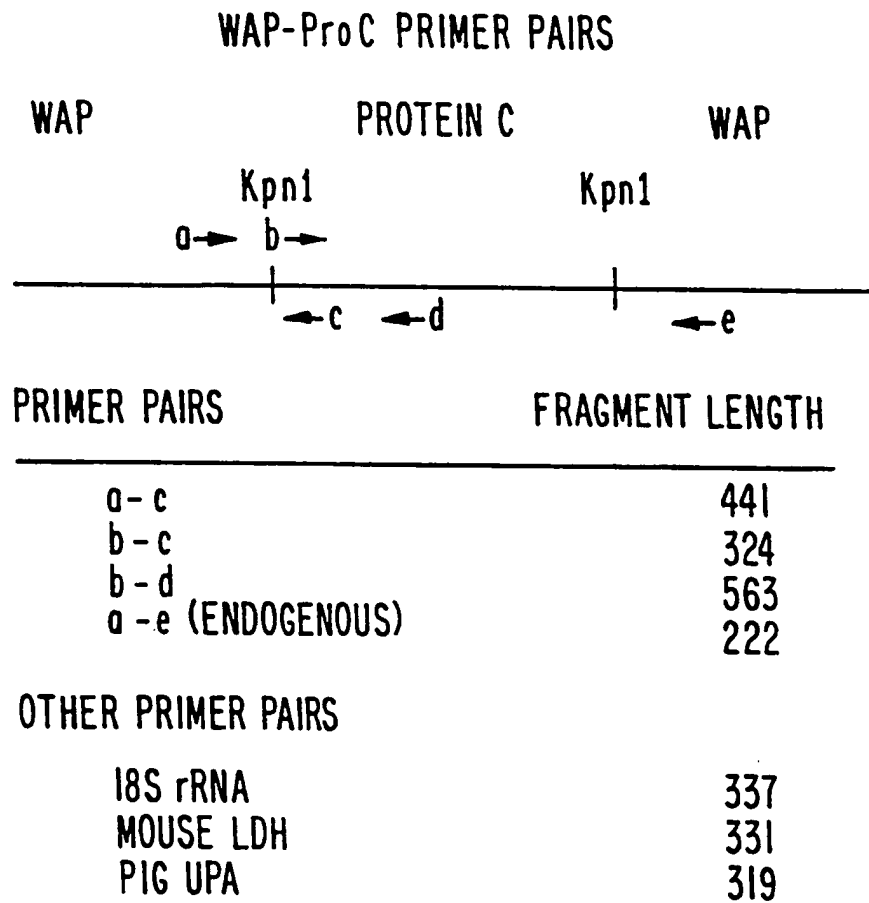 WAP-ProC PRIMER PAIRS
WAP PROTEIN C WAP
Kpn1 Kpn1
a b
c d e
PRIMER PAIRS FRAGMENT LENGTH
a-c 441
b-c 324
b-d 563
a-e (ENDOGENOUS) 222
OTHER PRIMER PAIRS
18S rRNA 337
MOUSE LDH 331
PIG UPA 319